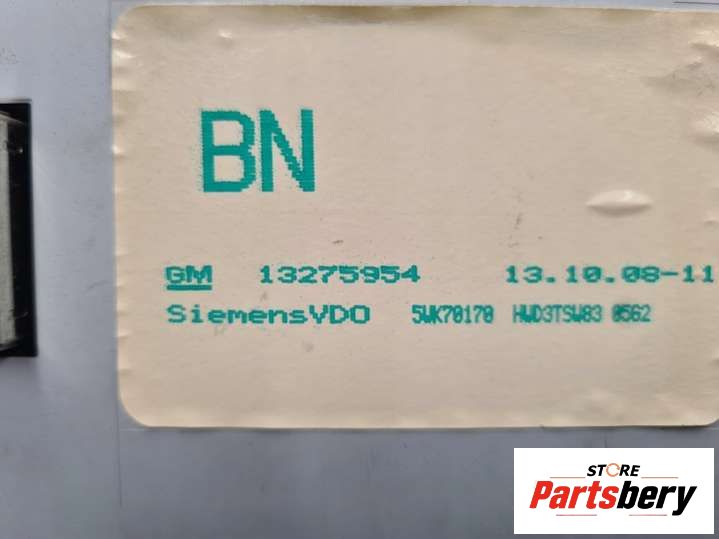 BN
GM 13275954 13.10.08-11
SiemensVDO 5WK70170 HWD3TSW83 0562
STORE
Partsbery